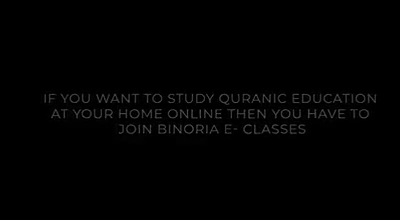 IF YOU WANT TO STUDY QURANIC EDUCATION
AT YOUR HOME ONLINE THEN YOU HAVE TO
JOIN BINORIA E- CLASSES